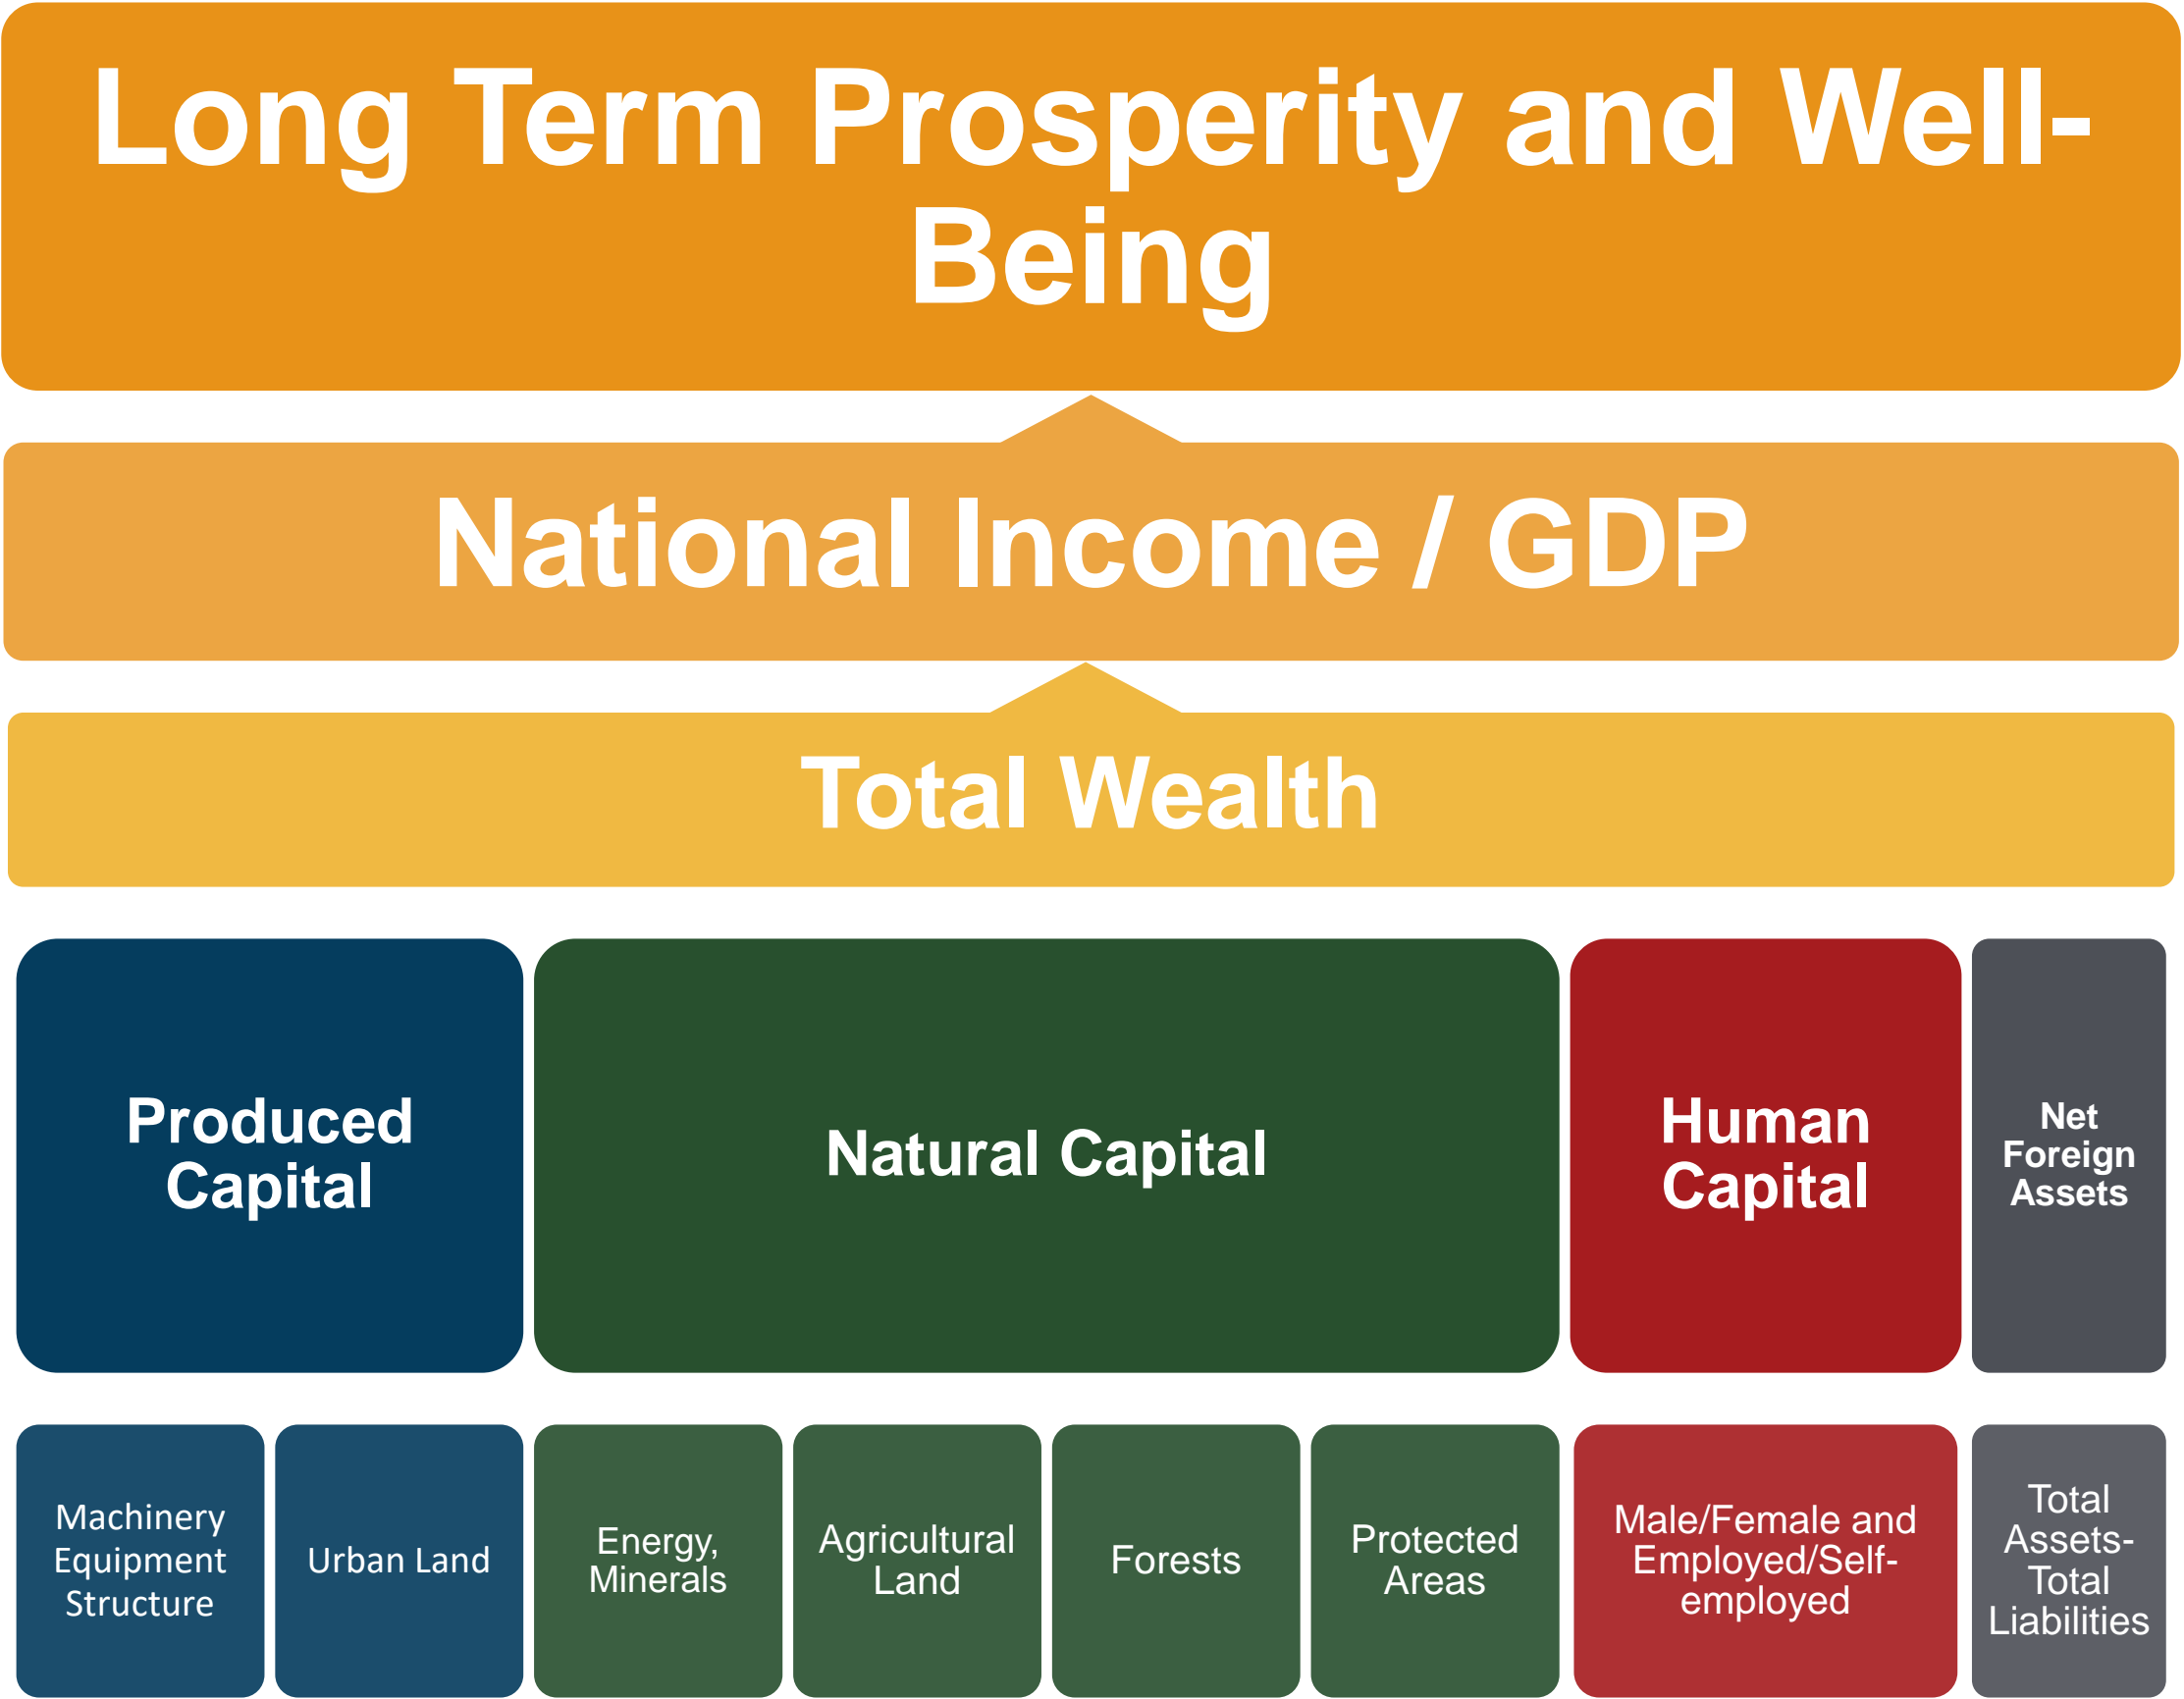 Long Term Prosperity and Well-
Being
National Income / GDP
Total Wealth
Produced
Capital
Natural Capital
Human
Capital
Net
Foreign
Assets
Machinery
Equipment
Structure
Urban Land
Energy,
Minerals
Agricultural
Land
Forests
Protected
Areas
Male/Female and
Employed/Self-
employed
Total
Assets-
Total
Liabilities